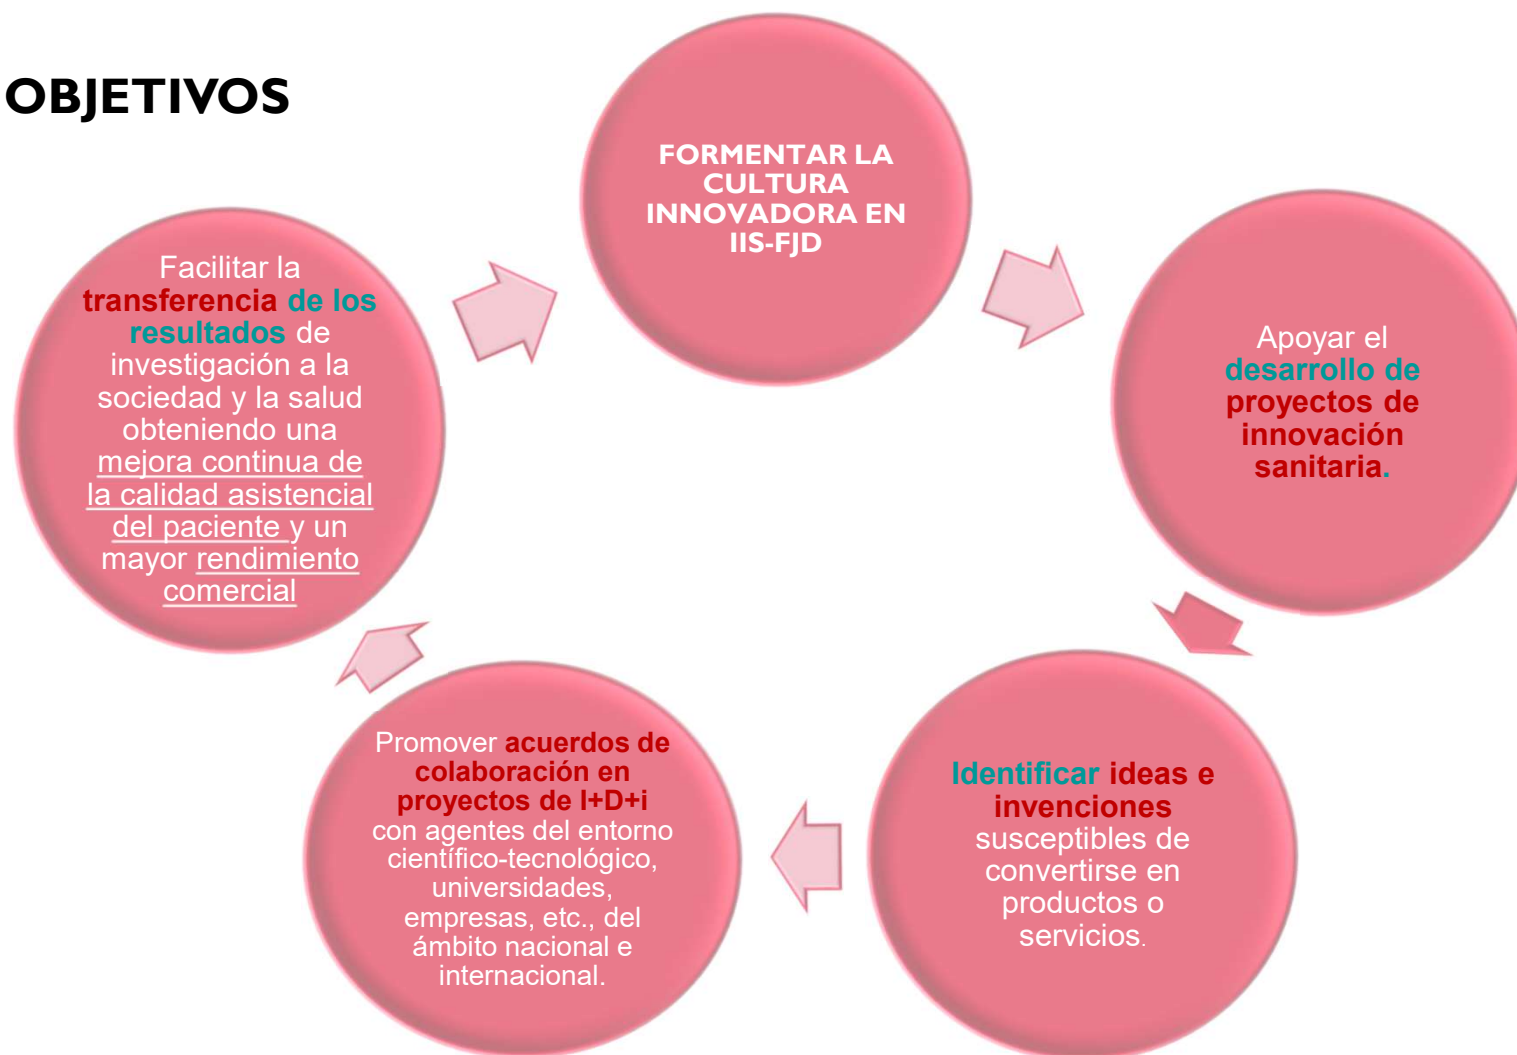 OBJETIVOS
FORMENTAR LA
CULTURA
INNOVADORA EN
IIS-FJD
Apoyar el
desarrollo de
proyectos de
innovación
sanitaria.
Identificar ideas e
invenciones
susceptibles de
convertirse en
productos o
servicios.
Promover acuerdos de
colaboración en
proyectos de I+D+i
con agentes del entorno
científico-tecnológico,
universidades,
empresas, etc., del
ámbito nacional e
internacional.
Facilitar la
transferencia de los
resultados de
investigación a la
sociedad y la salud
obteniendo una
mejora continua de
la calidad asistencial
del paciente y un
mayor rendimiento
comercial